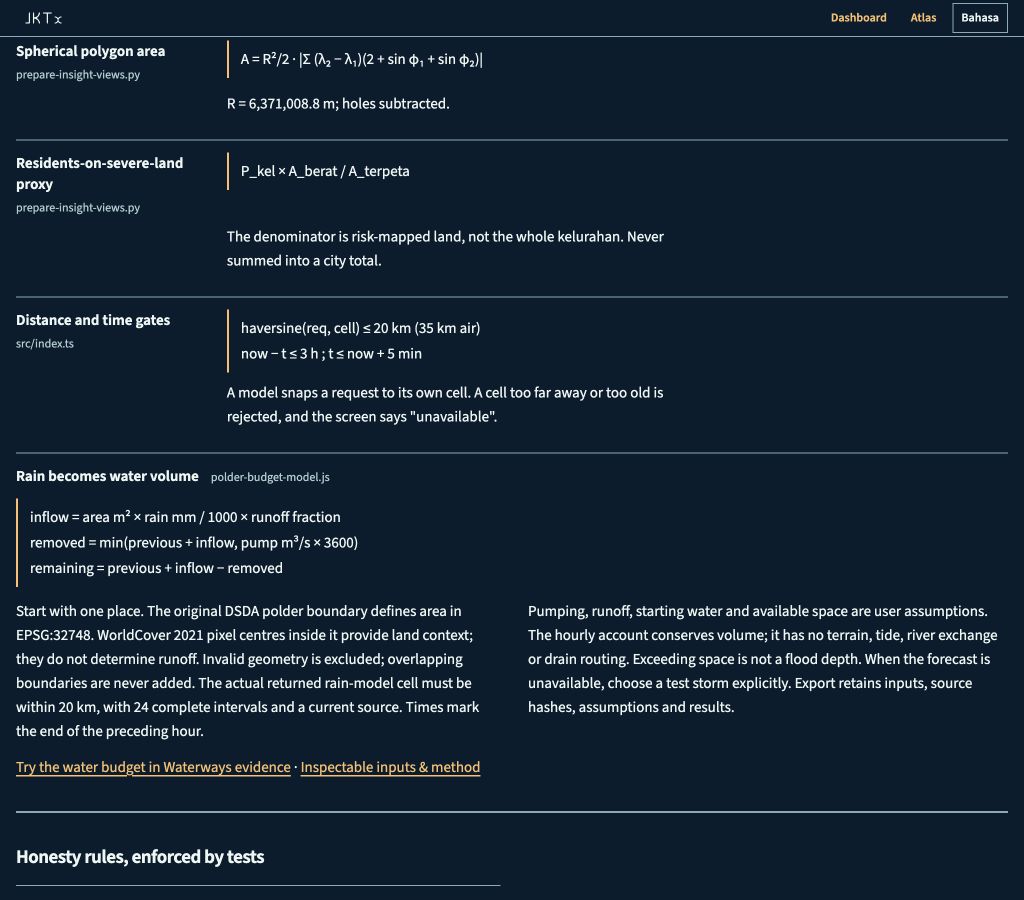 JKTx
Dashboard Atlas Bahasa
Spherical polygon area
prepare-insight-views.py
A = R²/2 · |Σ (λ₂ − λ₁)(2 + sin ϕ₁ + sin ϕ₂)|
R = 6,371,008.8 m; holes subtracted.
Residents-on-severe-land
proxy
prepare-insight-views.py
P_kel × A_berat / A_terpeta
The denominator is risk-mapped land, not the whole kelurahan. Never
summed into a city total.
Distance and time gates
src/index.ts
haversine(req, cell) ≤ 20 km (35 km air)
now − t ≤ 3 h ; t ≤ now + 5 min
A model snaps a request to its own cell. A cell too far away or too old is
rejected, and the screen says "unavailable".
Rain becomes water volume polder-budget-model.js
inflow = area m² × rain mm / 1000 × runoff fraction
removed = min(previous + inflow, pump m³/s × 3600)
remaining = previous + inflow − removed
Start with one place. The original DSDA polder boundary defines area in
EPSG:32748. WorldCover 2021 pixel centres inside it provide land context;
they do not determine runoff. Invalid geometry is excluded; overlapping
boundaries are never added. The actual returned rain-model cell must be
within 20 km, with 24 complete intervals and a current source. Times mark
the end of the preceding hour.
Pumping, runoff, starting water and available space are user assumptions.
The hourly account conserves volume; it has no terrain, tide, river exchange
or drain routing. Exceeding space is not a flood depth. When the forecast is
unavailable, choose a test storm explicitly. Export retains inputs, source
hashes, assumptions and results.
Try the water budget in Waterways evidence · Inspectable inputs & method
Honesty rules, enforced by tests